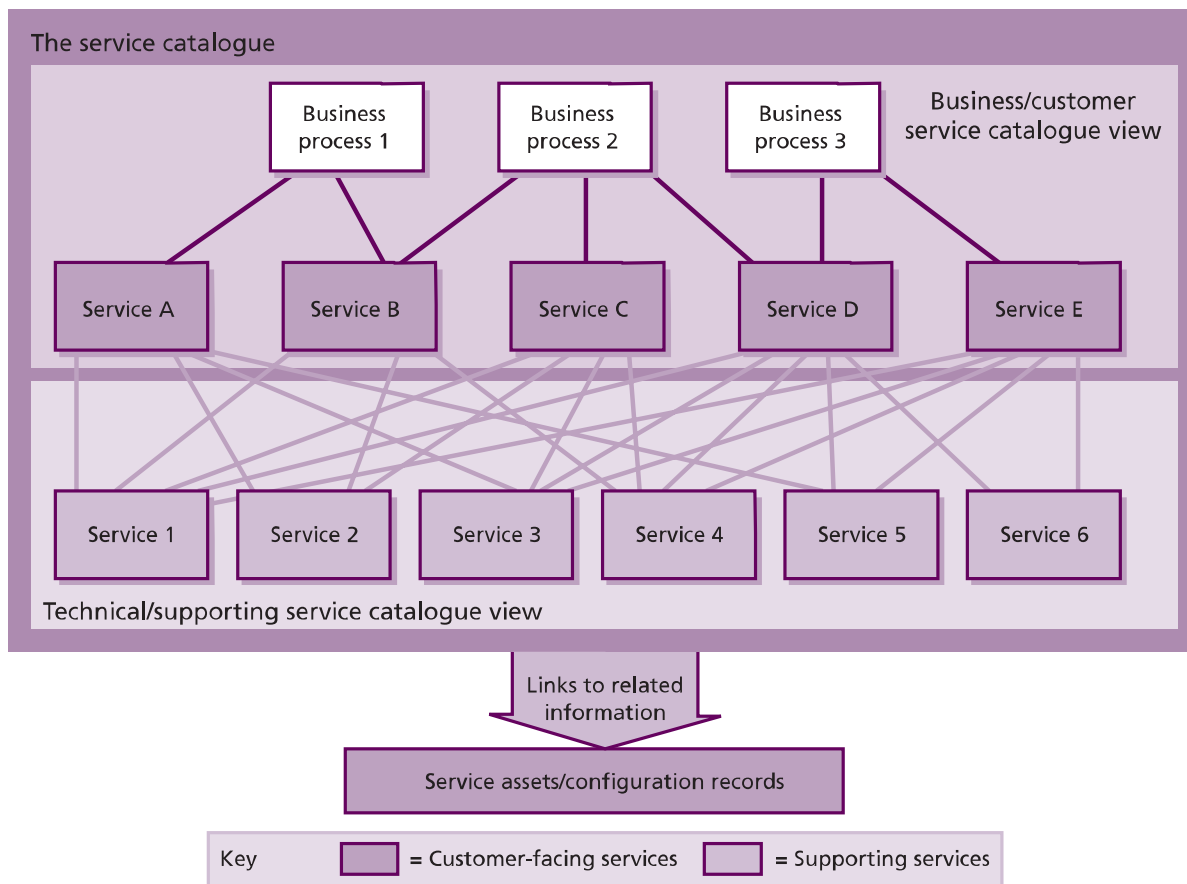 The service catalogue
Business
process 1
Business
process 2
Business
process 3
Business/customer
service catalogue view
Service A
Service B
Service C
Service D
Service E
Service 1
Service 2
Service 3
Service 4
Service 5
Service 6
Technical/supporting service catalogue view
Links to related
information
Service assets/configuration records
Key
= Customer-facing services
= Supporting services